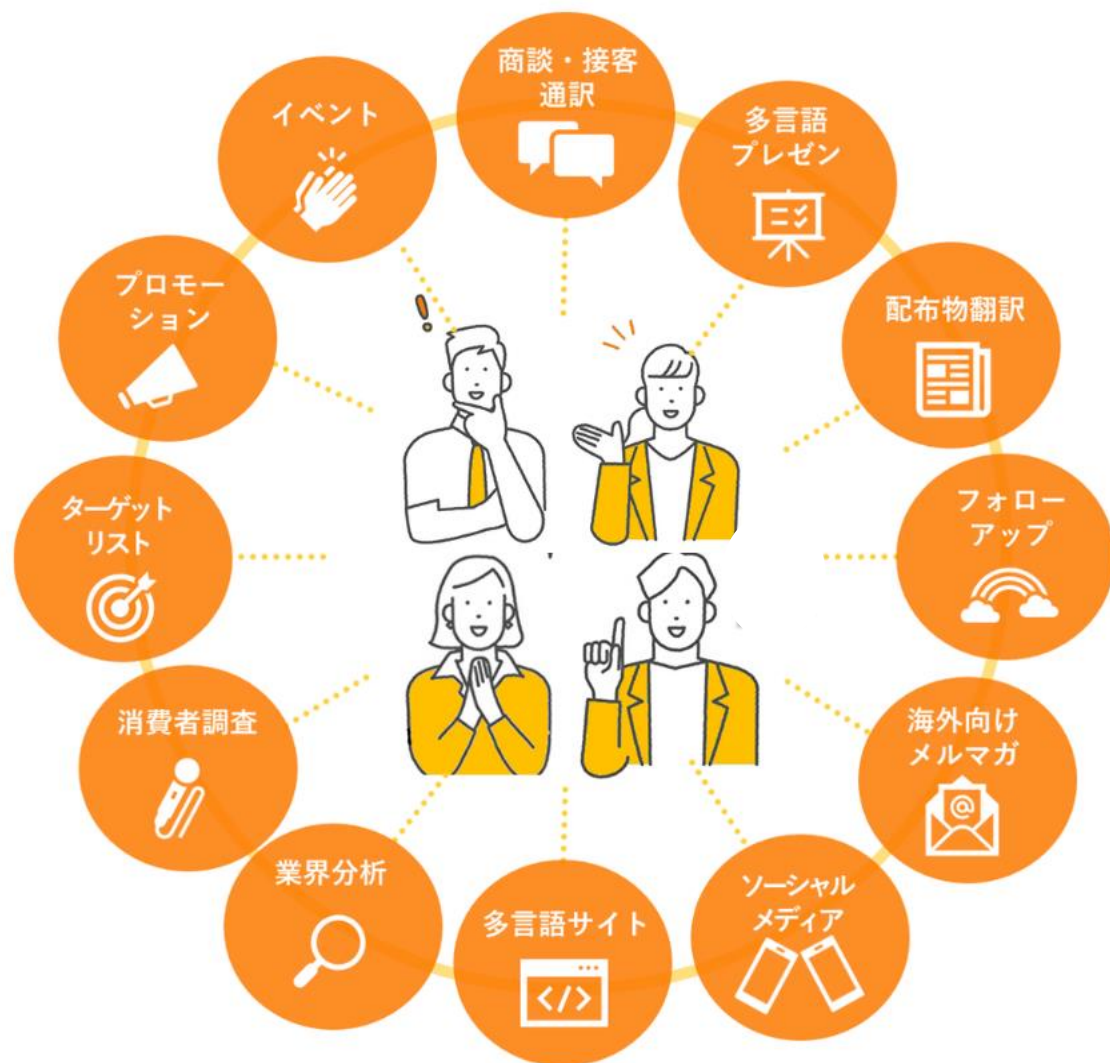 商談・接客
通訳
多言語
プレゼン
配布物翻訳
フォロー
アップ
海外向け
メルマガ
@
ソーシャル
メディア
多言語サイト
</>
業界分析
消費者調査
ターゲット
リスト
プロモー
ション
イベント
!